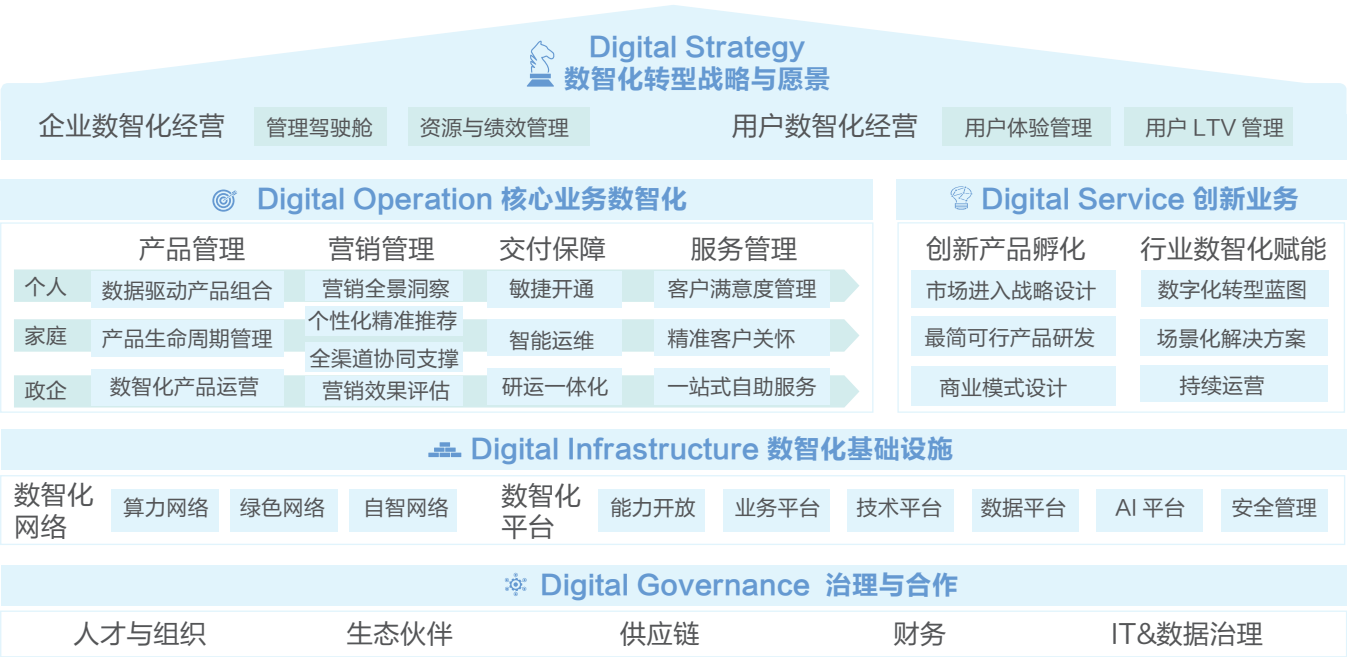 Digital Strategy
数智化转型战略与愿景
企业数智化经营 管理驾驶舱 资源与绩效管理 用户数智化经营 用户体验管理 用户 LTV 管理
Digital Operation 核心业务数智化
产品管理 营销管理 交付保障 服务管理
个人 数据驱动产品组合 营销全景洞察 敏捷开通 客户满意度管理
个性化精准推荐
家庭 产品生命周期管理 智能运维 精准客户关怀
全渠道协同支撑
政企 数智化产品运营 营销效果评估 研运一体化 一站式自助服务
Digital Service 创新业务
创新产品孵化 行业数智化赋能
市场进入战略设计 数字化转型蓝图
最简可行产品研发 场景化解决方案
商业模式设计 持续运营
Digital Infrastructure 数智化基础设施
数智化
网络
算力网络 绿色网络 自智网络
数智化
平台
能力开放 业务平台 技术平台 数据平台 AI 平台 安全管理
Digital Governance 治理与合作
人才与组织 生态伙伴 供应链 财务 IT&数据治理